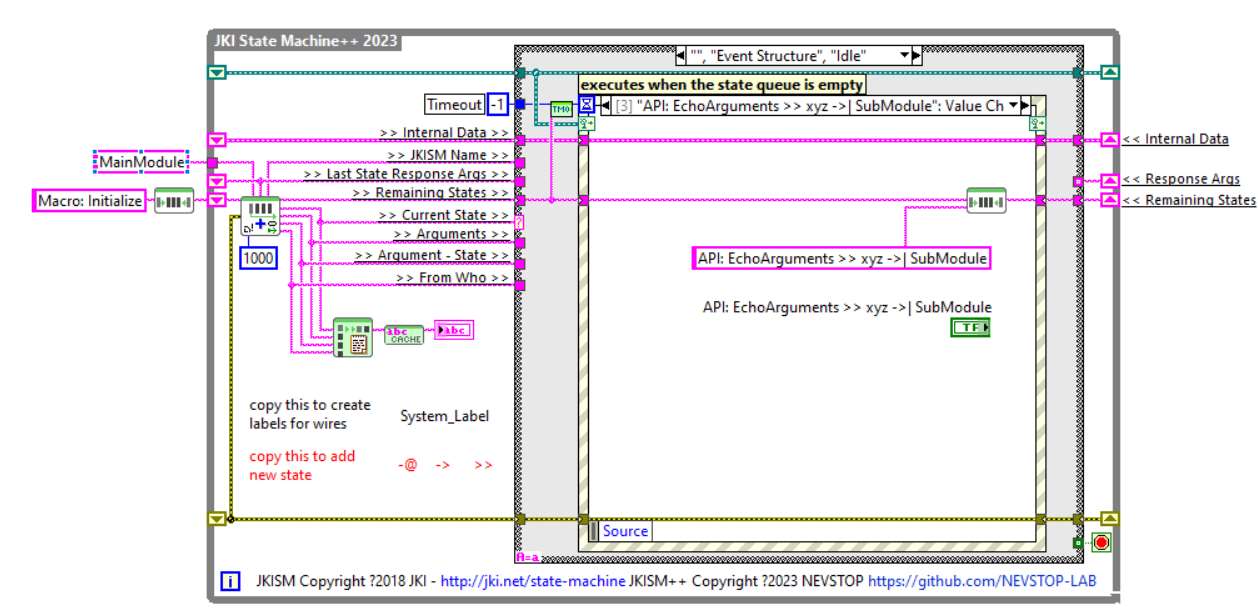 JKI State Machine++ 2023
"", "Event Structure", "Idle"
executes when the state queue is empty
Timeout
-1
TMO
[3] "API: EchoArguments >> xyz ->| SubModule": Value Ch
>> Internal Data >>
<< Internal Data
MainModule
>> JKISM Name >>
>> Last State Response Args >>
<< Response Args
Macro: Initialize
>> Remaining States >>
<< Remaining States
>> Current State >>
?
>> Arguments >>
1000
>> Argument - State >>
API: EchoArguments >> xyz ->| SubModule
>> From Who >>
API: EchoArguments >> xyz ->| SubModule
TF
abc
CACHE
abc
copy this to create
labels for wires
System_Label
copy this to add
new state
-@ -> >>
Source
A=a
i
JKISM Copyright ?2018 JKI - http://jki.net/state-machine JKISM++ Copyright ?2023 NEVSTOP https://github.com/NEVSTOP-LAB